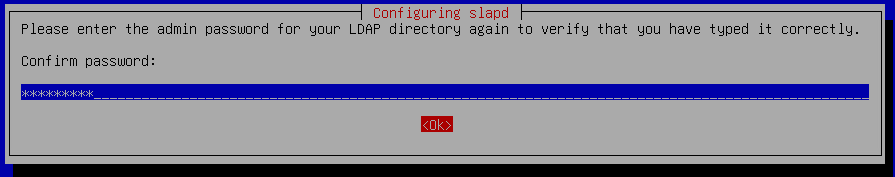 Configuring slapd
Please enter the admin password for your LDAP directory again to verify that you have typed it correctly.
Confirm password:
*********
<Ok>